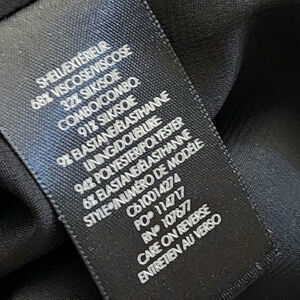 SHELL/EXTÉRIEUR:
68% VISCOSE/VISCOSE
32% SILK/SOIE
COMBO/COMBO:
91% SILK/SOIE
9% ELASTANE/ÉLASTHANNE
LINING/DOUBLURE:
94% POLYESTER/POLYESTER
6% ELASTANE/ÉLASTHANNE
STYLE#/NUMÉRO DE MODÈLE:
C610014274
PO# 114717
RN# 107677
CARE ON REVERSE
ENTRETIEN AU VERSO